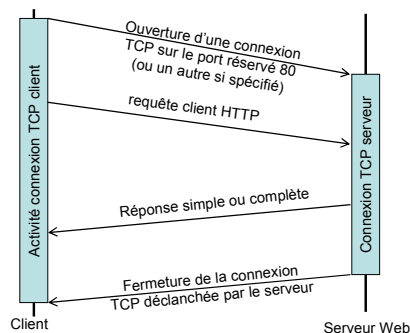 Ouverture d'une connexion
TCP sur le port réservé 80
(ou un autre si spécifié)
requête client HTTP
Activité connexion TCP client
Connexion TCP serveur
Réponse simple ou complète
Fermeture de la connexion
TCP déclanchée par le serveur
Client
Serveur Web